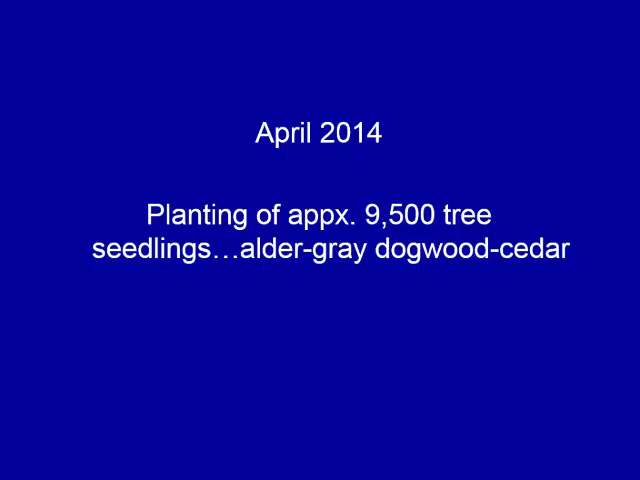 April 2014
Planting of appx. 9,500 tree
seedlings…alder-gray dogwood-cedar